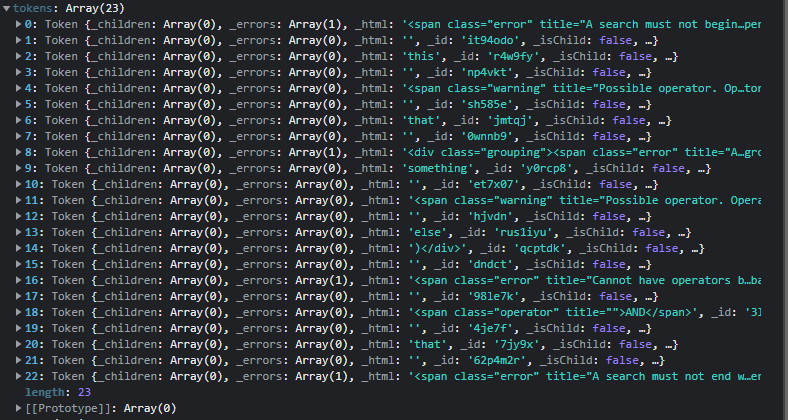 ▼ tokens: Array(23)
▶ 0: Token {_children: Array(0), _errors: Array(1), _html: '<span class="error" title="A search must not begin…per
▶ 1: Token {_children: Array(0), _errors: Array(0), _html: '', _id: 'it94odo', _isChild: false, …}
▶ 2: Token {_children: Array(0), _errors: Array(0), _html: 'this', _id: 'r4w9fy', _isChild: false, …}
▶ 3: Token {_children: Array(0), _errors: Array(0), _html: '', _id: 'np4vkt', _isChild: false, …}
▶ 4: Token {_children: Array(0), _errors: Array(0), _html: '<span class="warning" title="Possible operator. Op…tor
▶ 5: Token {_children: Array(0), _errors: Array(0), _html: '', _id: 'sh585e', _isChild: false, …}
▶ 6: Token {_children: Array(0), _errors: Array(0), _html: 'that', _id: 'jmtqj', _isChild: false, …}
▶ 7: Token {_children: Array(0), _errors: Array(0), _html: '', _id: '0wnnb9', _isChild: false, …}
▶ 8: Token {_children: Array(0), _errors: Array(1), _html: '<div class="grouping"><span class="error" title="A…gro
▶ 9: Token {_children: Array(0), _errors: Array(0), _html: 'something', _id: 'y0rcp8', _isChild: false, …}
▶ 10: Token {_children: Array(0), _errors: Array(0), _html: '', _id: 'et7x07', _isChild: false, …}
▶ 11: Token {_children: Array(0), _errors: Array(0), _html: '<span class="warning" title="Possible operator. Opera
▶ 12: Token {_children: Array(0), _errors: Array(0), _html: '', _id: 'hjvdn', _isChild: false, …}
▶ 13: Token {_children: Array(0), _errors: Array(0), _html: 'else', _id: 'rus1iyu', _isChild: false, …}
▶ 14: Token {_children: Array(0), _errors: Array(0), _html: ')</div>', _id: 'qcptdk', _isChild: false, …}
▶ 15: Token {_children: Array(0), _errors: Array(0), _html: '', _id: 'dndct', _isChild: false, …}
▶ 16: Token {_children: Array(0), _errors: Array(1), _html: '<span class="error" title="Cannot have operators b…ba
▶ 17: Token {_children: Array(0), _errors: Array(0), _html: '', _id: '98le7k', _isChild: false, …}
▶ 18: Token {_children: Array(0), _errors: Array(0), _html: '<span class="operator" title="">AND</span>', _id: '3I
▶ 19: Token {_children: Array(0), _errors: Array(0), _html: '', _id: '4je7f', _isChild: false, …}
▶ 20: Token {_children: Array(0), _errors: Array(0), _html: 'that', _id: '7jy9x', _isChild: false, …}
▶ 21: Token {_children: Array(0), _errors: Array(0), _html: '', _id: '62p4m2r', _isChild: false, …}
▶ 22: Token {_children: Array(0), _errors: Array(1), _html: '<span class="error" title="A search must not end w…er
length: 23
▶ [[Prototype]]: Array(0)